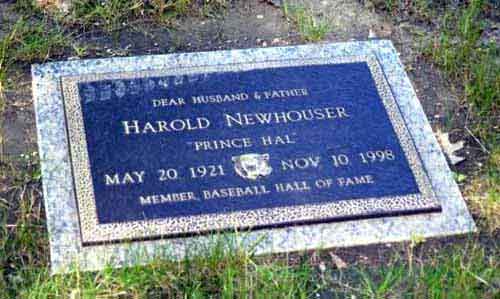 DEAR HUSBAND & FATHER
HAROLD NEWHOUSER
"PRINCE HAL"
MAY 20 1921 NOV 10 1998
MEMBER, BASEBALL HALL OF FAME